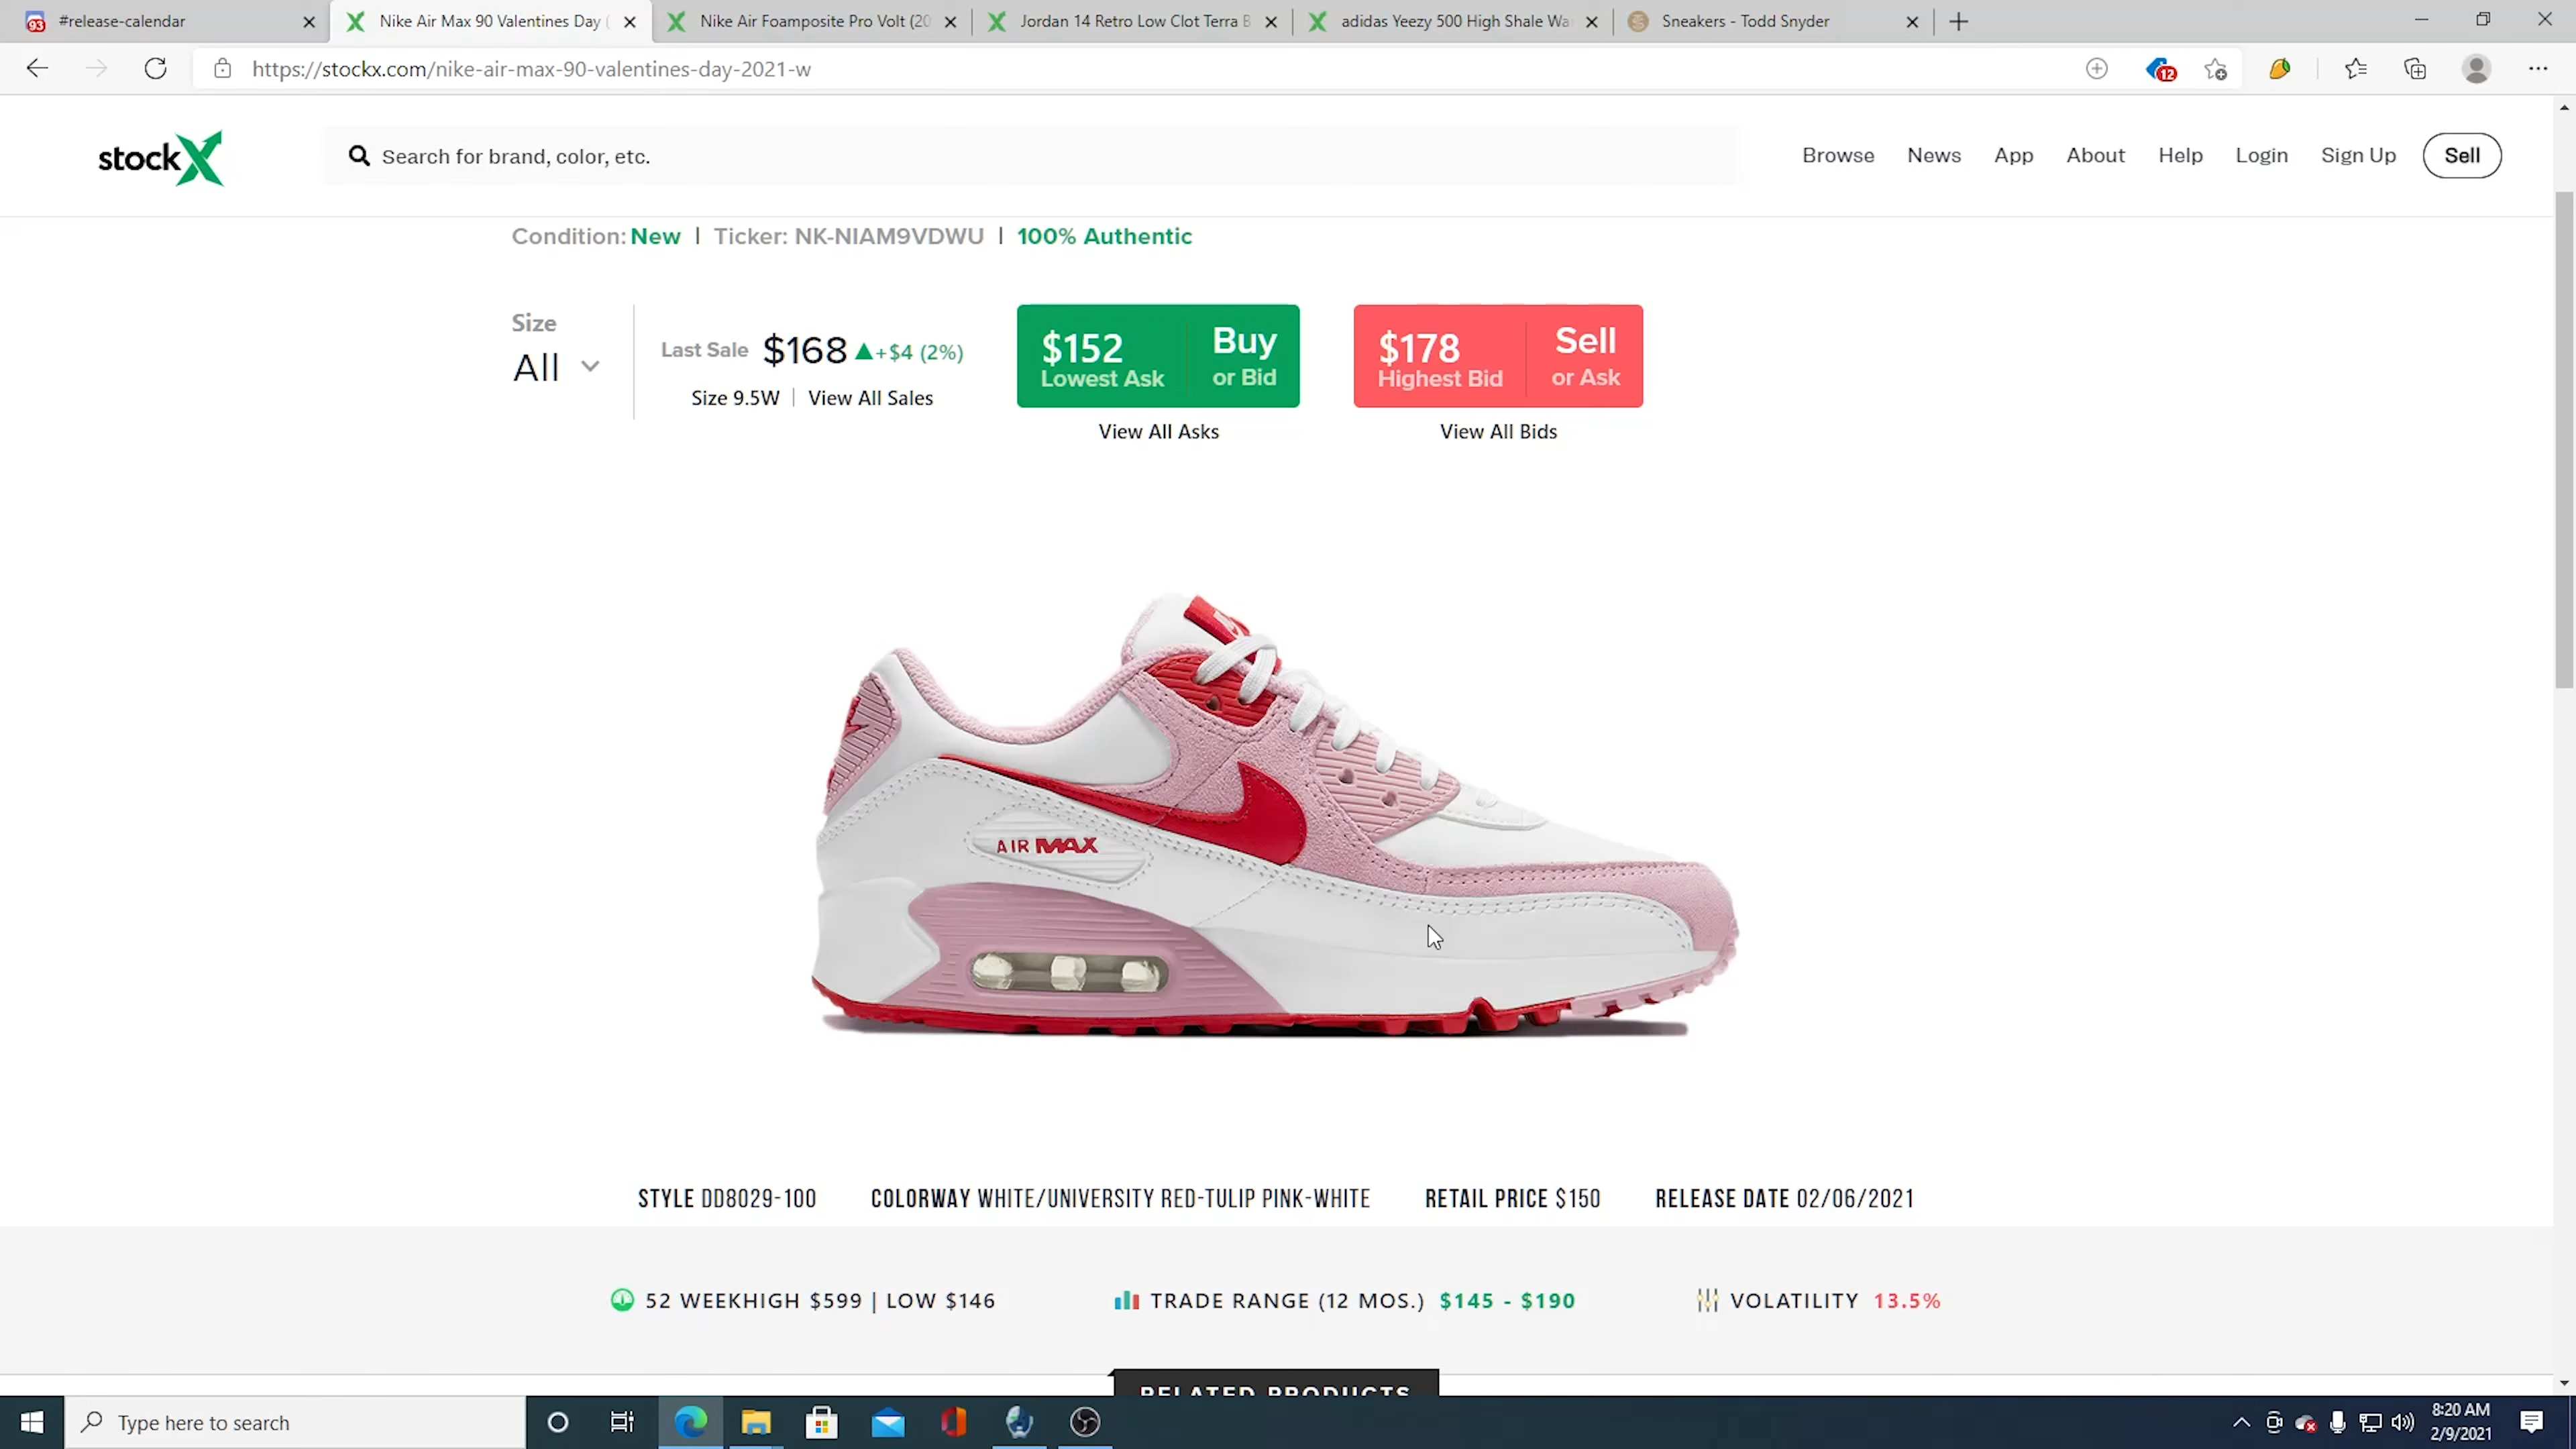 93 #release-calendar
Nike Air Max 90 Valentines Day (
Nike Air Foamposite Pro Volt (20
Jordan 14 Retro Low Clot Terra B
adidas Yeezy 500 High Shale Wa
Sneakers - Todd Snyder
https://stockx.com/nike-air-max-90-valentines-day-2021-w
12
stockX
Search for brand, color, etc.
Browse News App About Help Login Sign Up Sell
Condition: New | Ticker: NK-NIAM9VDWU | 100% Authentic
Size
All
Last Sale $168 +$4 (2%)
Size 9.5W | View All Sales
$152 Buy
Lowest Ask or Bid
View All Asks
$178 Sell
Highest Bid or Ask
View All Bids
AIR MAX
STYLE DD8029-100 COLORWAY WHITE/UNIVERSITY RED-TULIP PINK-WHITE RETAIL PRICE $150 RELEASE DATE 02/06/2021
52 WEEKHIGH $599 | LOW $146 TRADE RANGE (12 MOS.) $145 - $190 VOLATILITY 13.5%
RELATED PRODUCTS
Type here to search
8:20 AM
2/9/2021